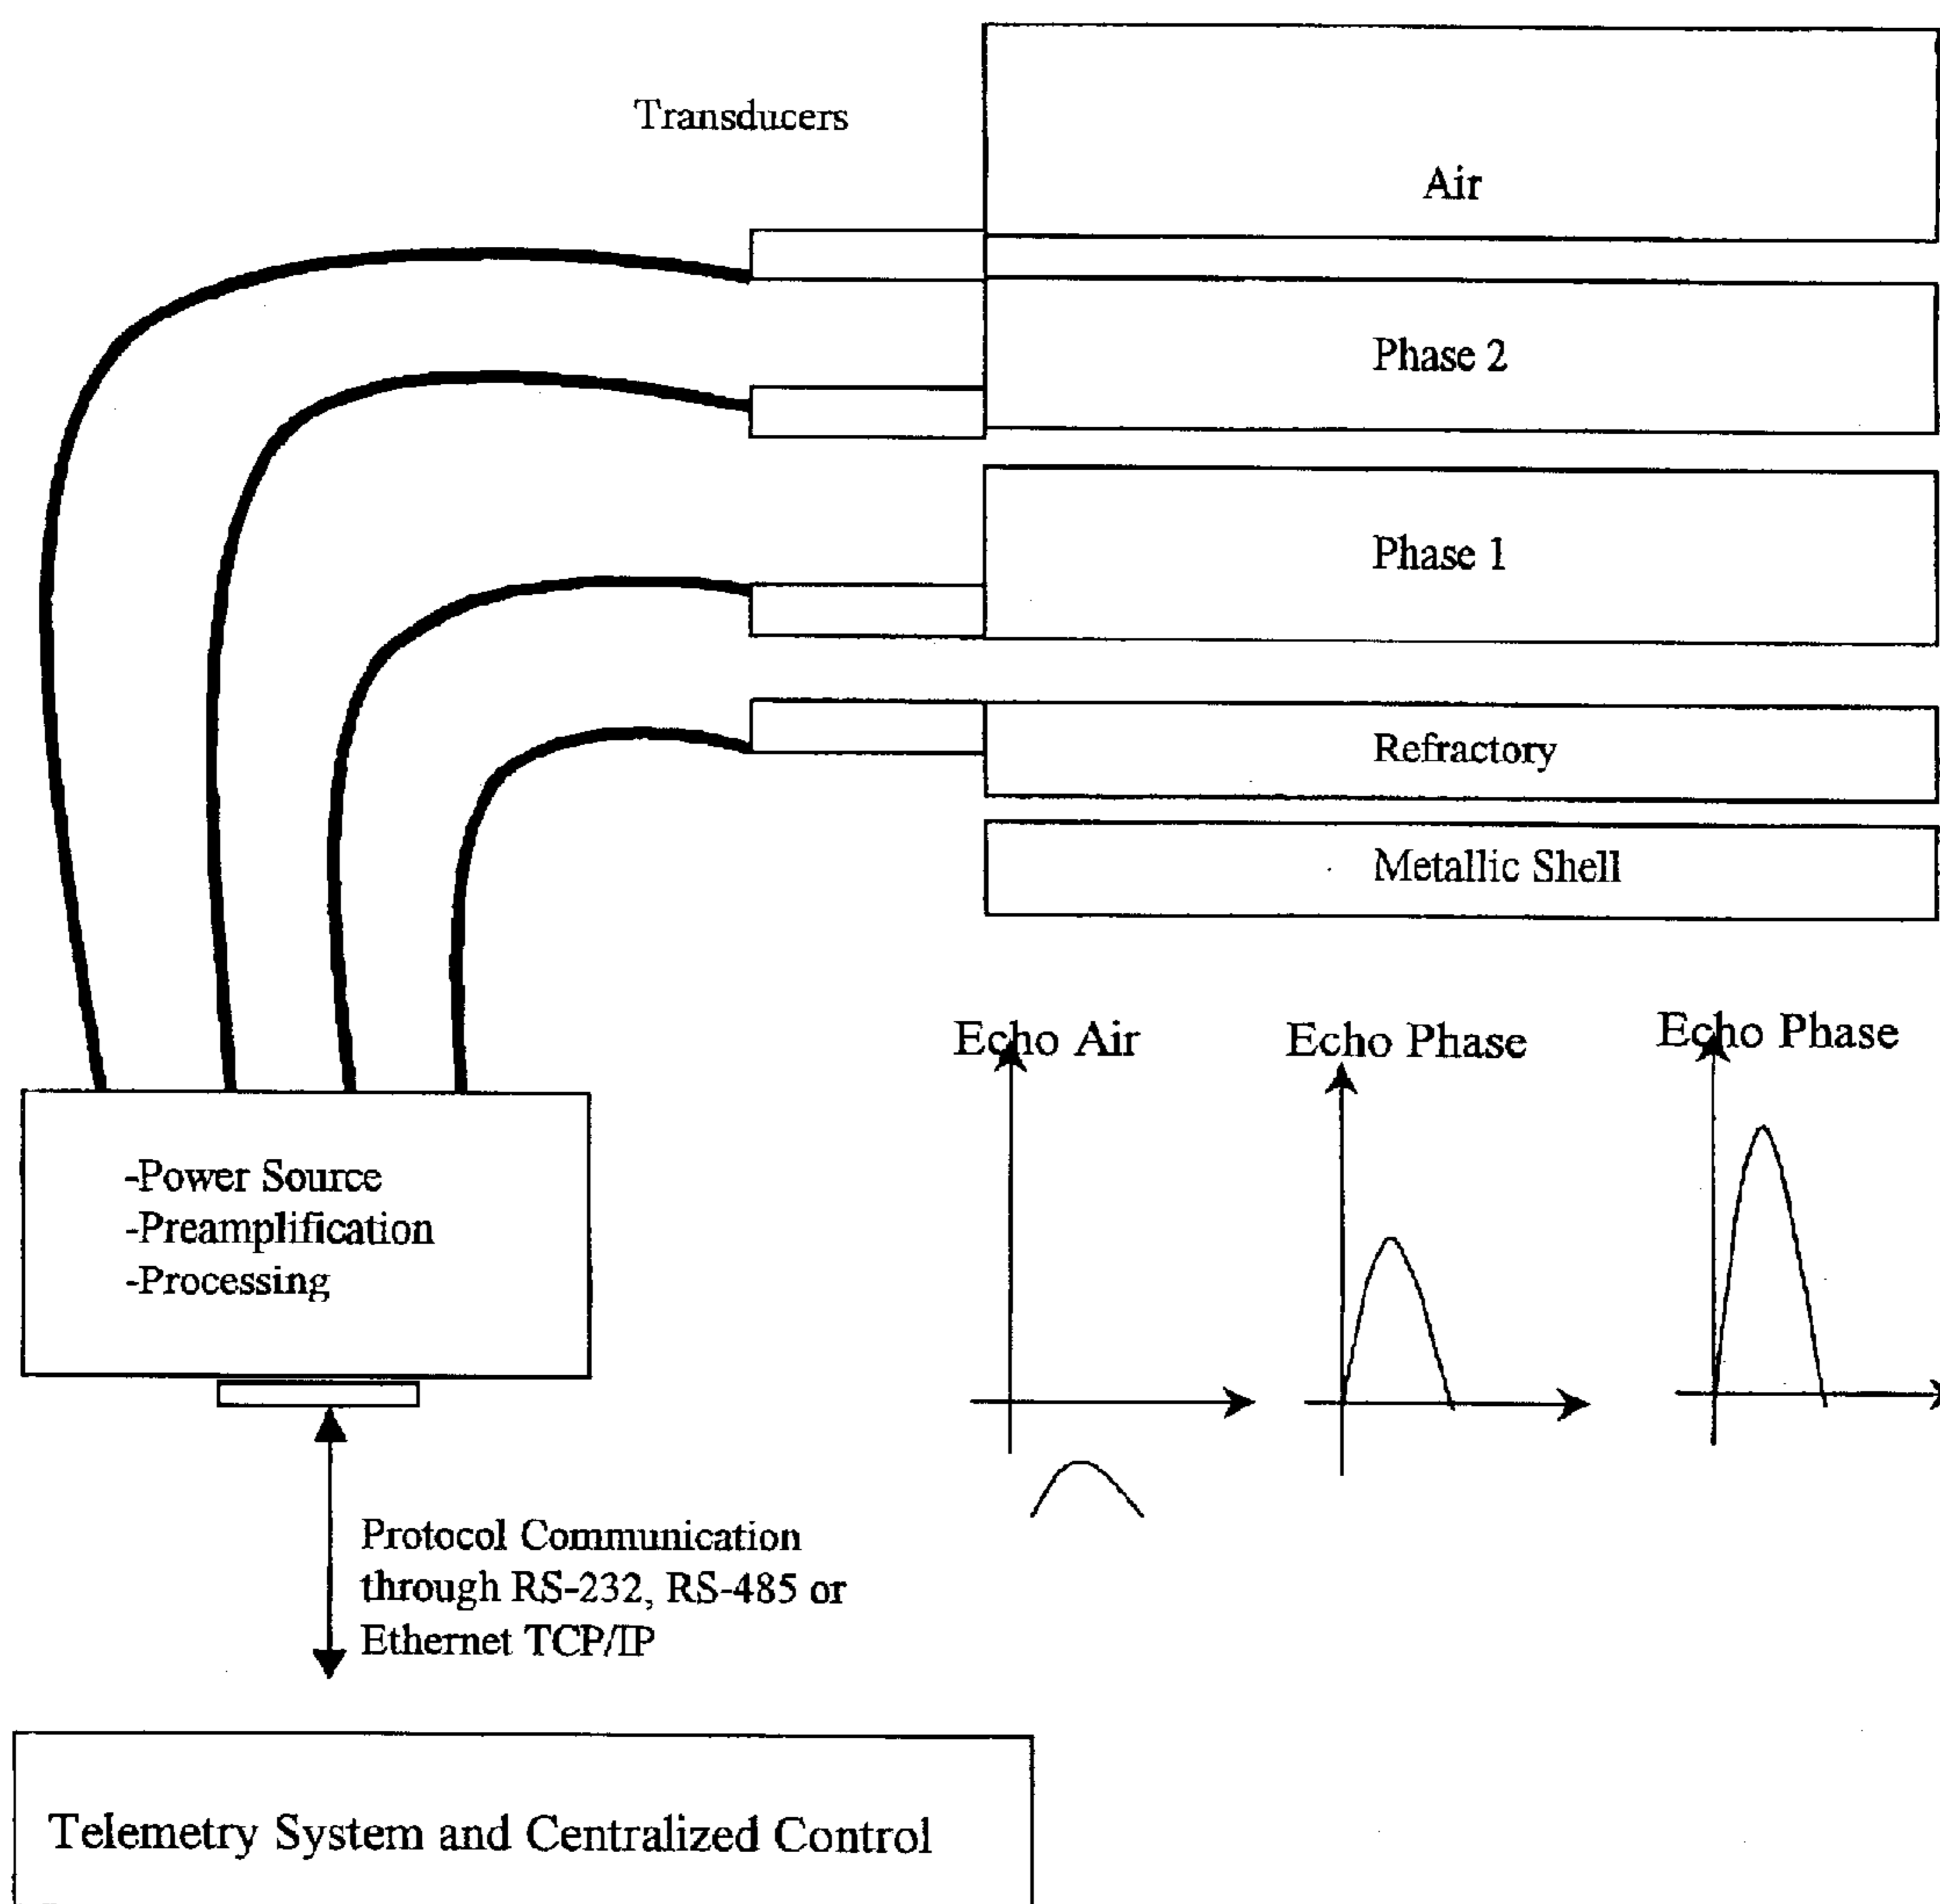 Transducers
Air
Phase 2
Phase 1
Refractory
Metallic Shell
Echo Air
Echo Phase
Echo Phase
-Power Source
-Preamplification
-Processing
Protocol Communication
through RS-232, RS-485 or
Ethernet TCP/IP
Telemetry System and Centralized Control